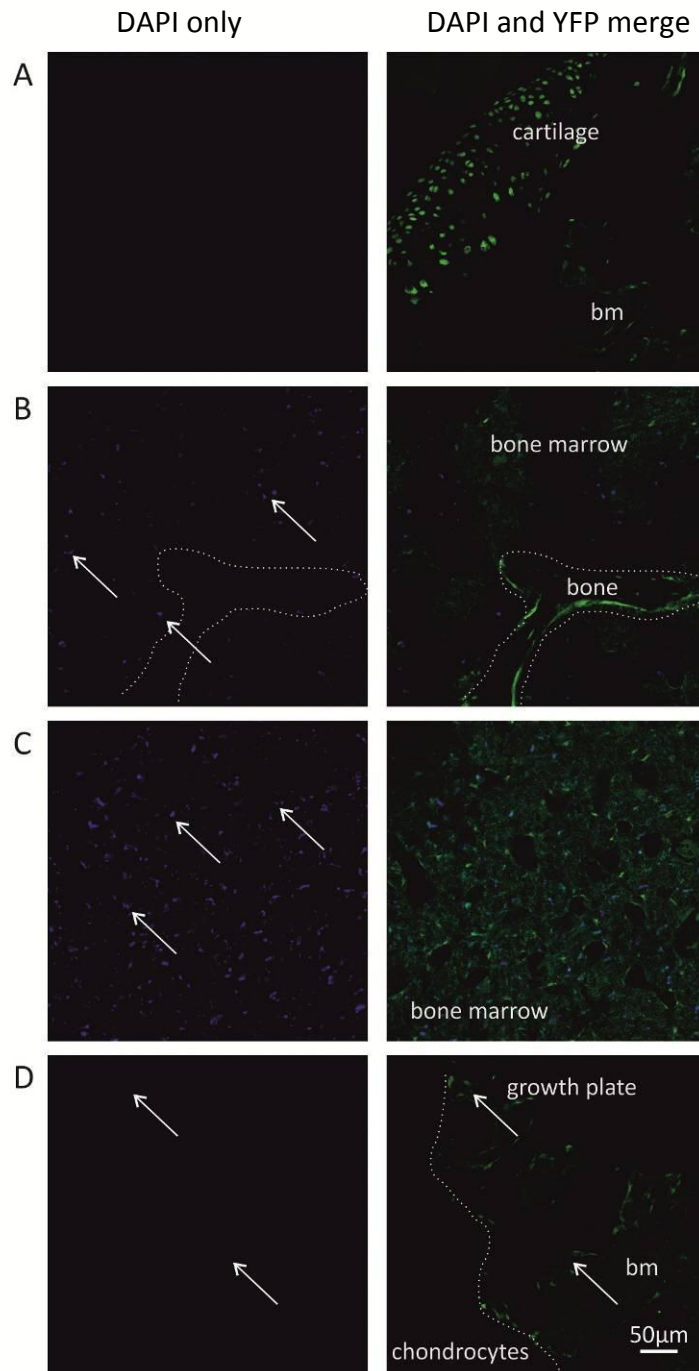 DAPI only
DAPI and YFP merge
A
cartilage
bm
B
bone marrow
bone
C
bone marrow
D
growth plate
bm
50µm
chondrocytes